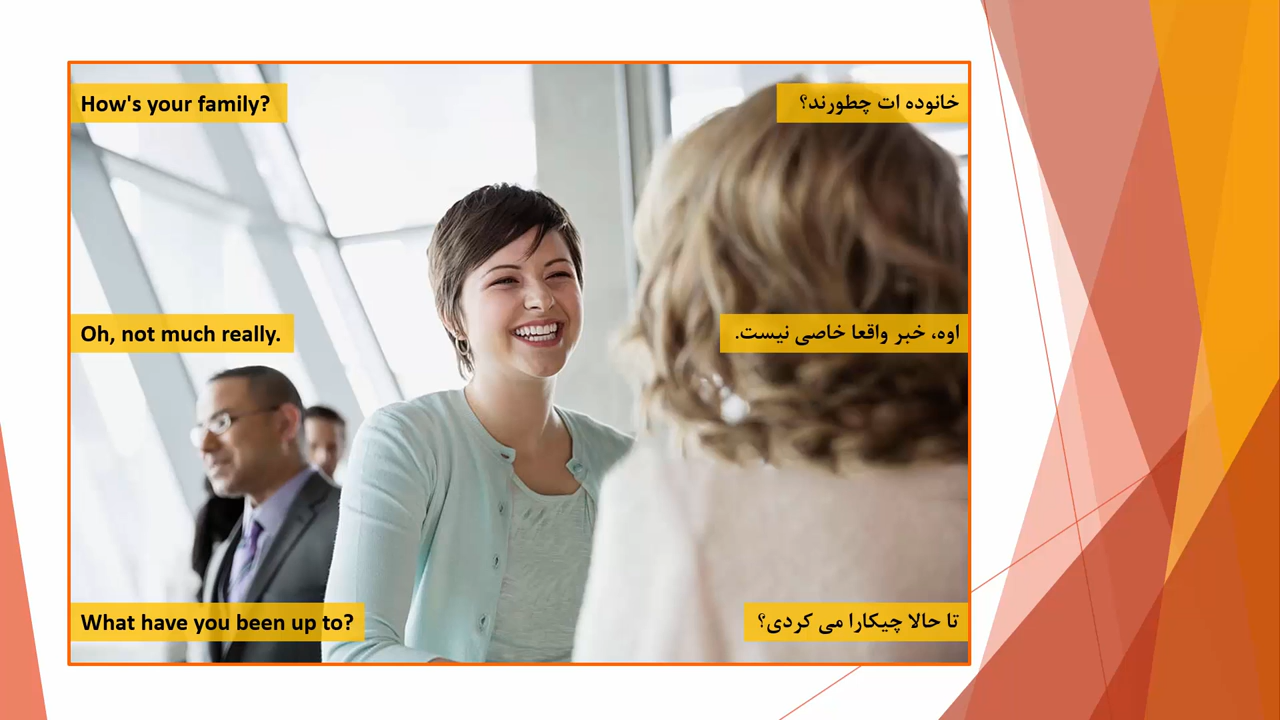 How's your family?
خانوده ات چطورند؟
Oh, not much really.
اوه، خبر واقعا خاصی نیست.
What have you been up to?
تا حالا چیکارا می کردی؟